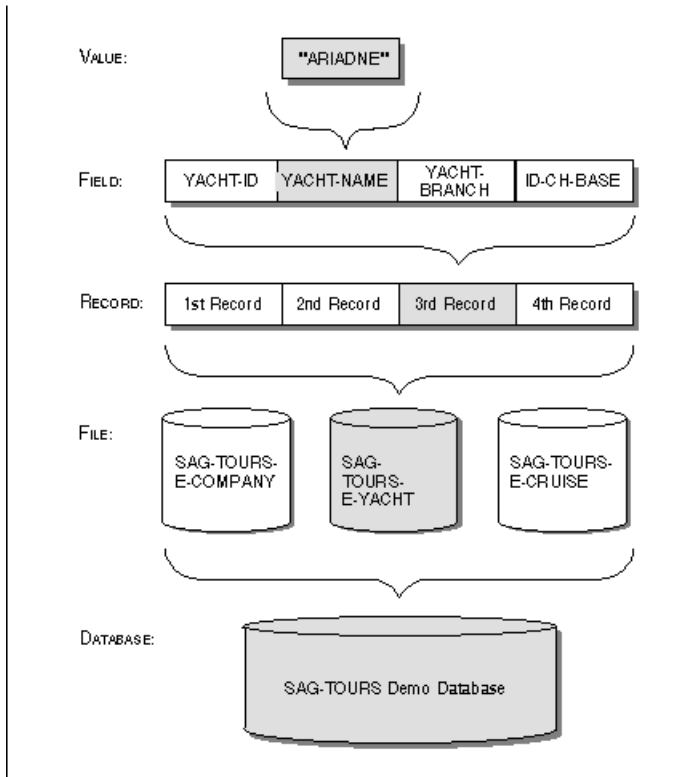 VALUE:
"ARIADNE"
FIELD:
YACHT-ID
YACHT-NAME
YACHT-
BRANCH
ID-CH-BASE
RECORD:
1st Record
2nd Record
3rd Record
4th Record
FILE:
SAG-TOURS-
E-COMPANY
SAG-
TOURS-
E-YACHT
SAG-TOURS-
E-CRUISE
DATABASE:
SAG-TOURS Demo Database